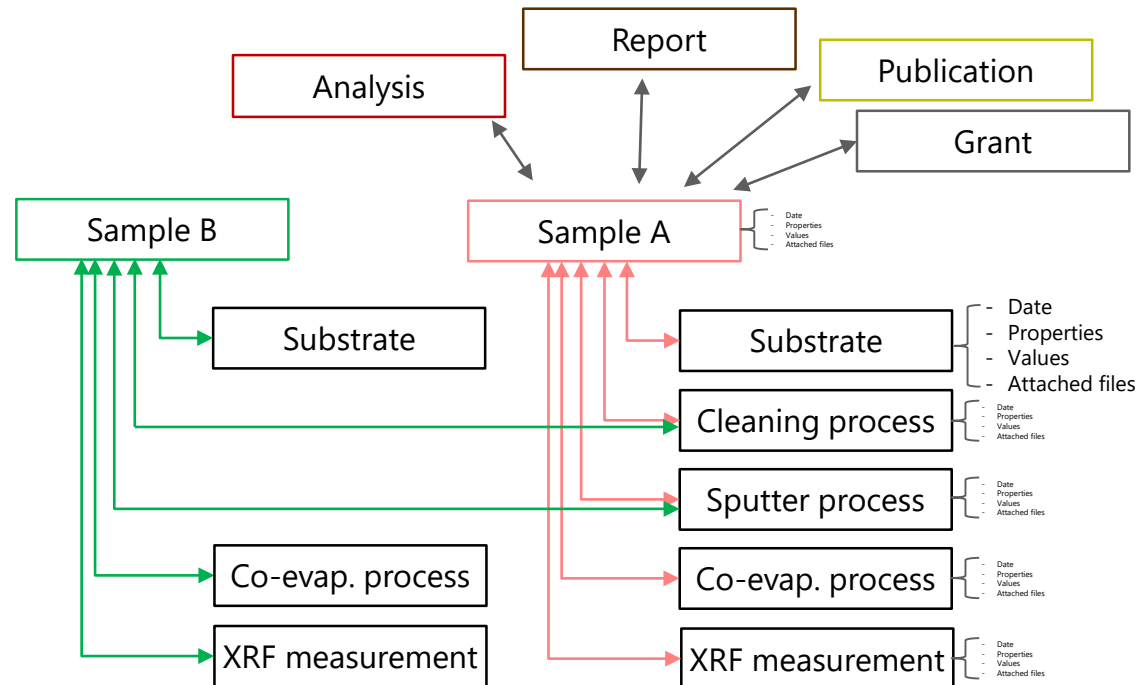 Report
Analysis
Publication
Grant
Sample B
Sample A
- Date
- Properties
- Values
- Attached files
Substrate
Substrate
- Date
- Properties
- Values
- Attached files
Cleaning process
- Date
- Properties
- Values
- Attached files
Sputter process
- Date
- Properties
- Values
- Attached files
Co-evap. process
Co-evap. process
- Date
- Properties
- Values
- Attached files
XRF measurement
XRF measurement
- Date
- Properties
- Values
- Attached files